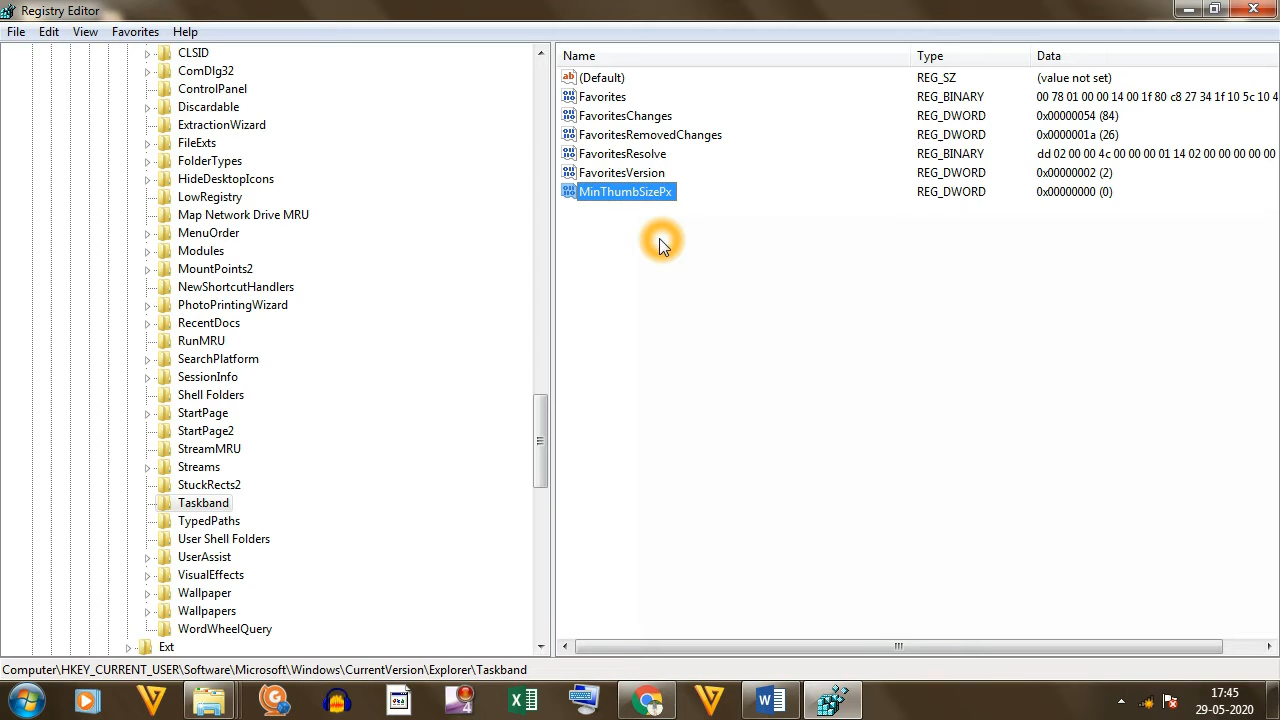 Registry Editor
File Edit View Favorites Help
CLSID
ComDlg32
ControlPanel
Discardable
ExtractionWizard
FileExts
FolderTypes
HideDesktopIcons
LowRegistry
Map Network Drive MRU
MenuOrder
Modules
MountPoints2
NewShortcutHandlers
PhotoPrintingWizard
RecentDocs
RunMRU
SearchPlatform
SessionInfo
Shell Folders
StartPage
StartPage2
StreamMRU
Streams
StuckRects2
Taskband
TypedPaths
User Shell Folders
UserAssist
VisualEffects
Wallpaper
Wallpapers
WordWheelQuery
Ext
Name Type Data
(Default) REG_SZ (value not set)
Favorites REG_BINARY 00 78 01 00 00 14 00 1f 80 c8 27 34 1f 10 5c 10 4
FavoritesChanges REG_DWORD 0x00000054 (84)
FavoritesRemovedChanges REG_DWORD 0x0000001a (26)
FavoritesResolve REG_BINARY dd 02 00 00 4c 00 00 00 01 14 02 00 00 00 00 00
FavoritesVersion REG_DWORD 0x00000002 (2)
MinThumbSizePx REG_DWORD 0x00000000 (0)
Computer\HKEY_CURRENT_USER\Software\Microsoft\Windows\CurrentVersion\Explorer\Taskband
17:45
29-05-2020